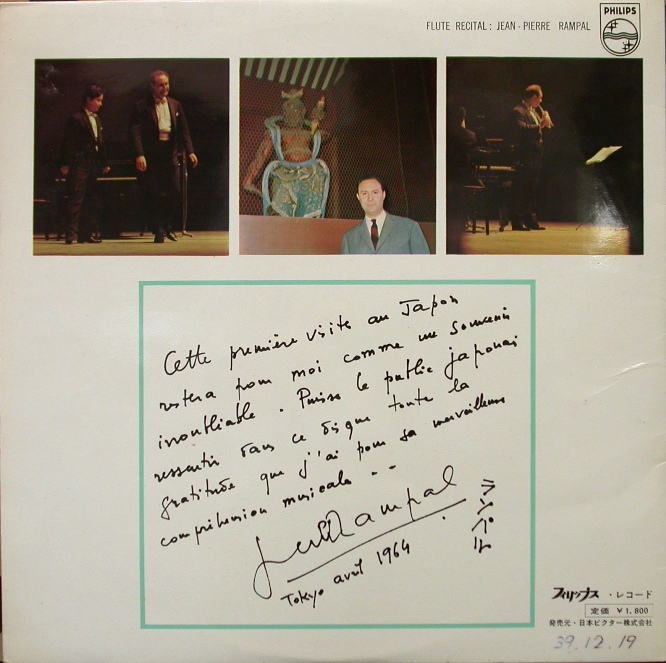 FLUTE RECITAL: JEAN-PIERRE RAMPAL
PHILIPS
Cette première visite au Japon
restera pour moi comme un souvenir
inoubliable. Puisse le public japonais
ressentir dans ce disque toute la
gratitude que j'ai pour sa merveilleuse
compréhension musicale..
Rampal
ランパル
Tokyo avril 1964.
フィリップス・レコード
定価 ¥1,800
発売元・日本ビクター株式会社
39.12.19